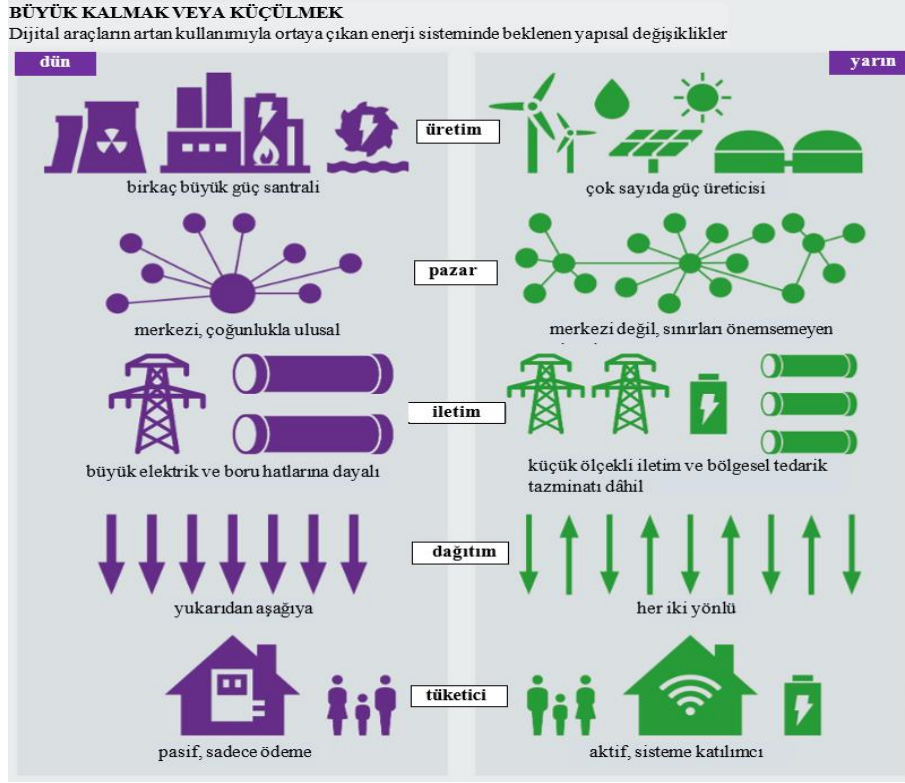 BÜYÜK KALMAK VEYA KÜÇÜLMEK
Dijital araçların artan kullanımıyla ortaya çıkan enerji sisteminde beklenen yapısal değişiklikler
dün
yarın
üretim
birkaç büyük güç santrali
çok sayıda güç üreticisi
pazar
merkezi, çoğunlukla ulusal
merkezi değil, sınırları önemsemeyen
iletim
büyük elektrik ve boru hatlarına dayalı
küçük ölçekli iletim ve bölgesel tedarik
tazminatı dâhil
dağıtım
yukarıdan aşağıya
her iki yönlü
tüketici
pasif, sadece ödeme
aktif, sisteme katılımcı